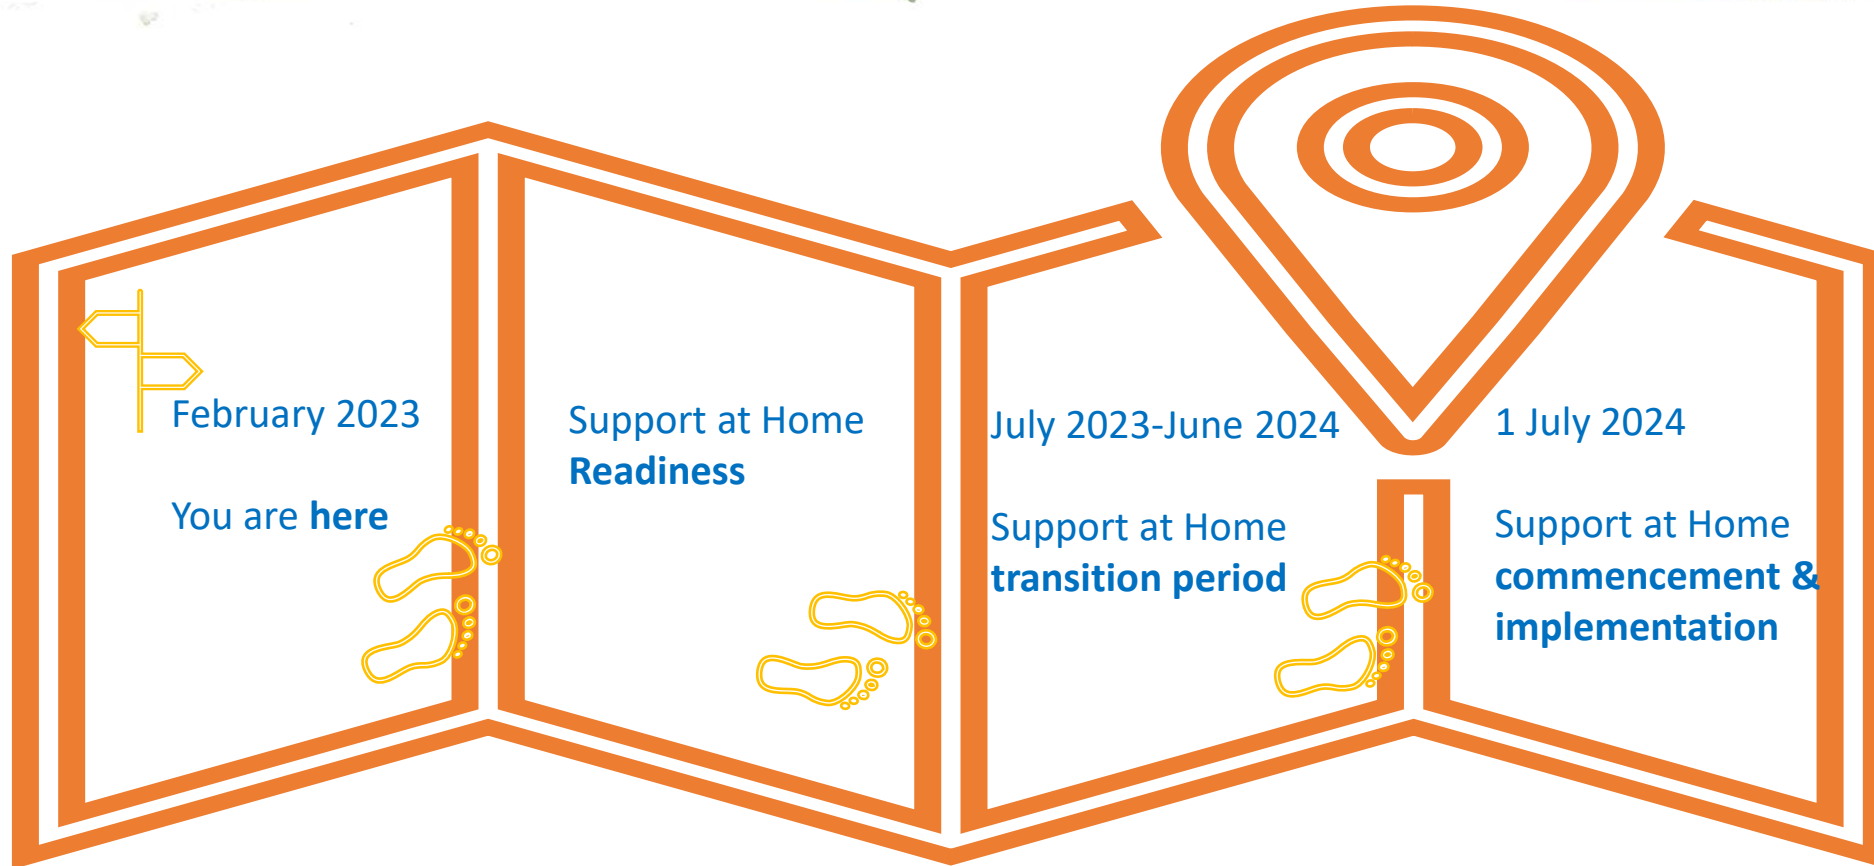 February 2023
You are here
Support at Home
Readiness
July 2023-June 2024
Support at Home
transition period
1 July 2024
Support at Home
commencement &
implementation